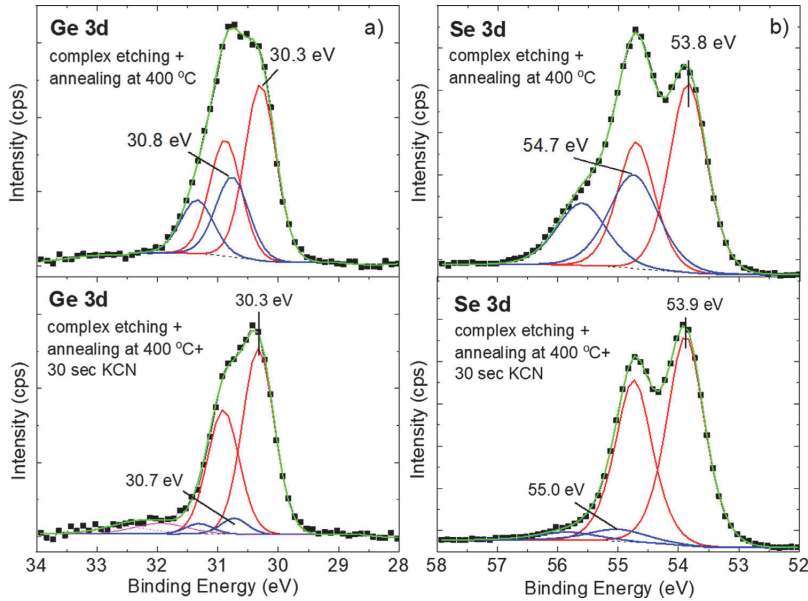 Ge 3d
a)
complex etching +
annealing at 400 °C
30.3 eV
30.8 eV
Intensity (cps)
Se 3d
b)
complex etching +
annealing at 400 °C
53.8 eV
54.7 eV
Intensity (cps)
Ge 3d
complex etching +
annealing at 400 °C+
30 sec KCN
30.3 eV
30.7 eV
Intensity (cps)
34 33 32 31 30 29 28
Binding Energy (eV)
Se 3d
complex etching +
annealing at 400 °C+
30 sec KCN
53.9 eV
55.0 eV
Intensity (cps)
58 57 56 55 54 53 52
Binding Energy (eV)